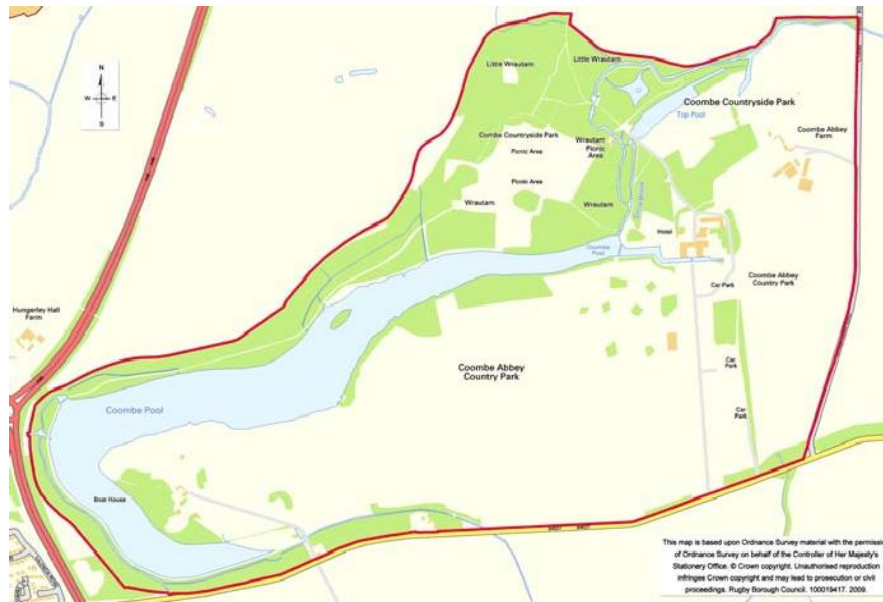 N
W
E
S
Little Wrautam
Little Wrautam
Coombe Countryside Park
Top Pool
Combe Countryside Park
Picnic Area
Wrautam
Picnic
Area
Coombe Abbey
Farm
Picnic Area
Wrautam
Wrautam
Hotel
Coombe
Pool
Car Park
Coombe Abbey
Country Park
Hungerley Hall
Farm
Coombe Abbey
Country Park
Car
Park
Coombe Pool
Car
Park
Boat House
This map is based upon Ordnance Survey material with the permissi
of Ordnance Survey on behalf of the Controller of Her Majesty's
Stationery Office. © Crown copyright. Unauthorised reproduction
infringes Crown copyright and may lead to prosecution or civil
proceedings. Rugby Borough Council. 100019417. 2009.